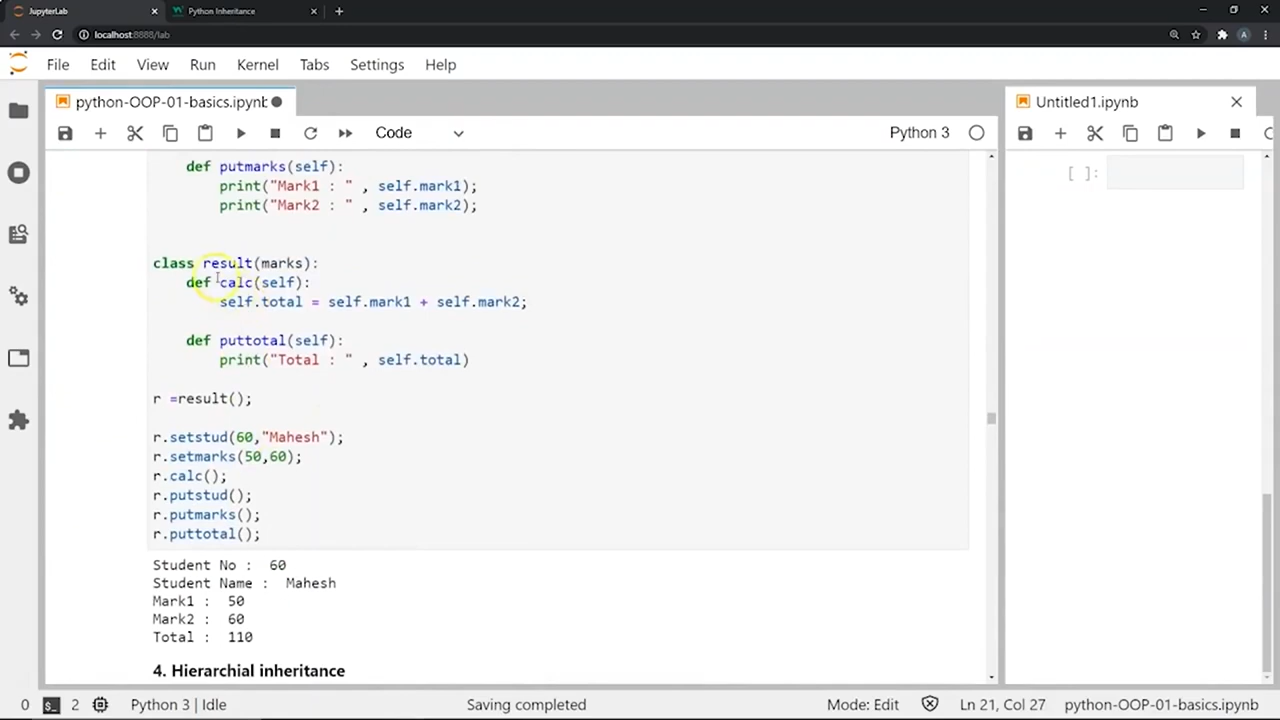 JupyterLab
Python Inheritance
localhost:8888/lab
A
File Edit View Run Kernel Tabs Settings Help
python-OOP-01-basics.ipynb
Untitled1.ipynb
Code
Python 3
[ ]:
def putmarks(self):
print("Mark1 : " , self.mark1);
print("Mark2 : " , self.mark2);
class result(marks):
def calc(self):
self.total = self.mark1 + self.mark2;
def puttotal(self):
print("Total : " , self.total)
r =result();
r.setstud(60,"Mahesh");
r.setmarks(50,60);
r.calc();
r.putstud();
r.putmarks();
r.puttotal();
Student No :  60
Student Name :  Mahesh
Mark1 :  50
Mark2 :  60
Total :  110
4. Hierarchial inheritance
0 $_ 2 Python 3 | Idle Saving completed Mode: Edit Ln 21, Col 27 python-OOP-01-basics.ipynb